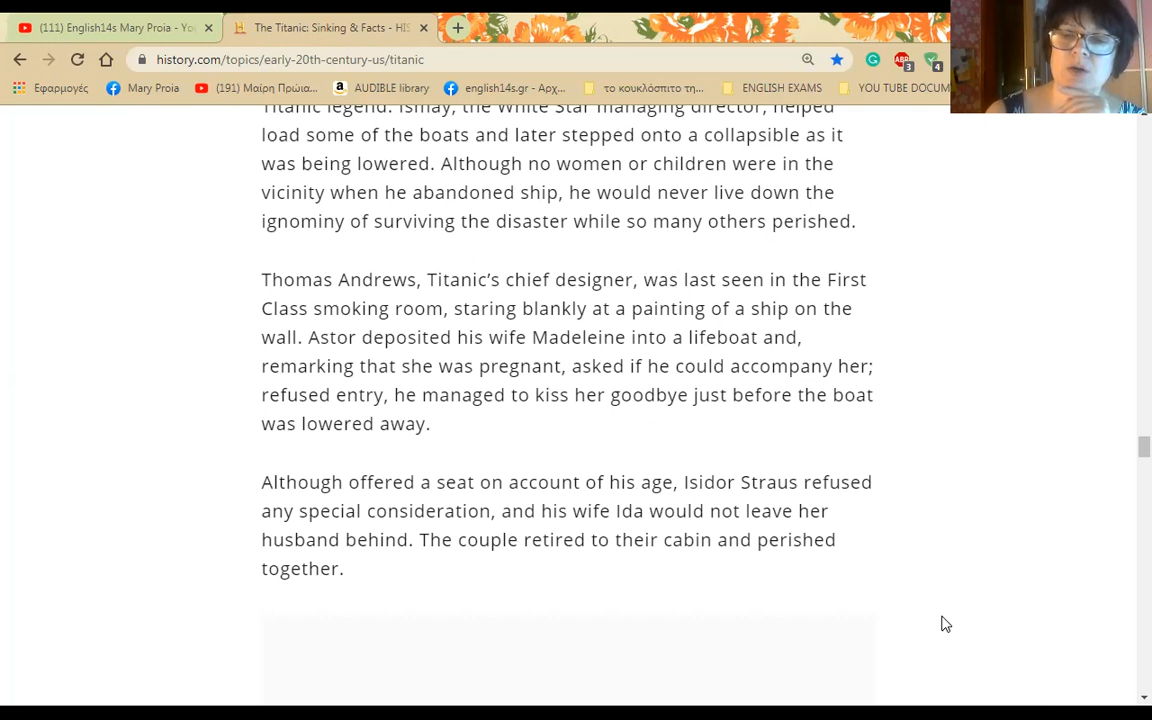 (111) English14s Mary Proia - Yo
The Titanic: Sinking & Facts - HIS
history.com/topics/early-20th-century-us/titanic
Εφαρμογές
Mary Proia
(191) Μαίρη Πρώια...
AUDIBLE library
english14s.gr - Αρχ...
το κουκλόσπιτο τη...
ENGLISH EXAMS
YOU TUBE DOCUM
ABP
3
4
Titanic legend. Ismay, the White Star managing director, helped
load some of the boats and later stepped onto a collapsible as it
was being lowered. Although no women or children were in the
vicinity when he abandoned ship, he would never live down the
ignominy of surviving the disaster while so many others perished.
Thomas Andrews, Titanic’s chief designer, was last seen in the First
Class smoking room, staring blankly at a painting of a ship on the
wall. Astor deposited his wife Madeleine into a lifeboat and,
remarking that she was pregnant, asked if he could accompany her;
refused entry, he managed to kiss her goodbye just before the boat
was lowered away.
Although offered a seat on account of his age, Isidor Straus refused
any special consideration, and his wife Ida would not leave her
husband behind. The couple retired to their cabin and perished
together.